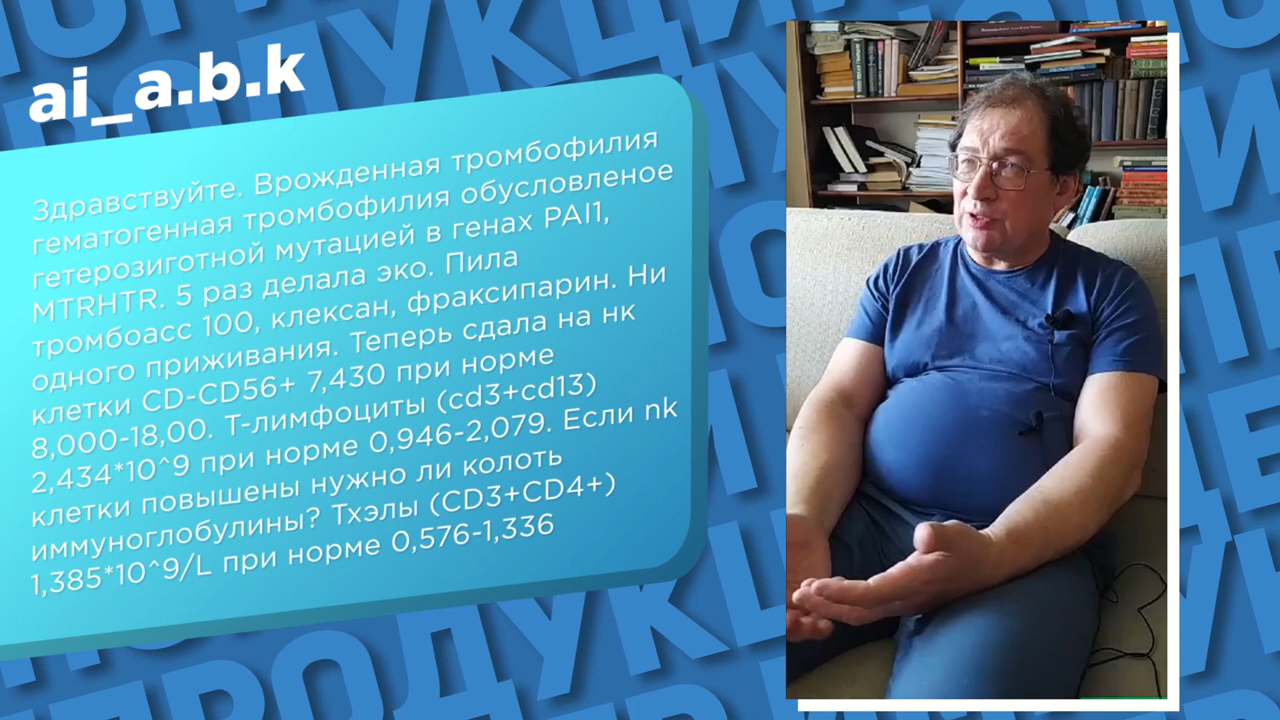 ai_a.b.k
Здравствуйте. Врожденная тромбофилия
гематогенная тромбофилия обусловленое
гетерозиготной мутацией в генах PAI1,
MTRHTR. 5 раз делала эко. Пила
тромбоасс 100, клексан, фраксипарин. Ни
одного приживания. Теперь сдала на нк
клетки CD-CD56+ 7,430 при норме
8,000-18,00. Т-лимфоциты (cd3+cd13)
2,434*10^9 при норме 0,946-2,079. Если nk
клетки повышены нужно ли колоть
иммуноглобулины? Тхэлы (CD3+CD4+)
1,385*10^9/L при норме 0,576-1,336